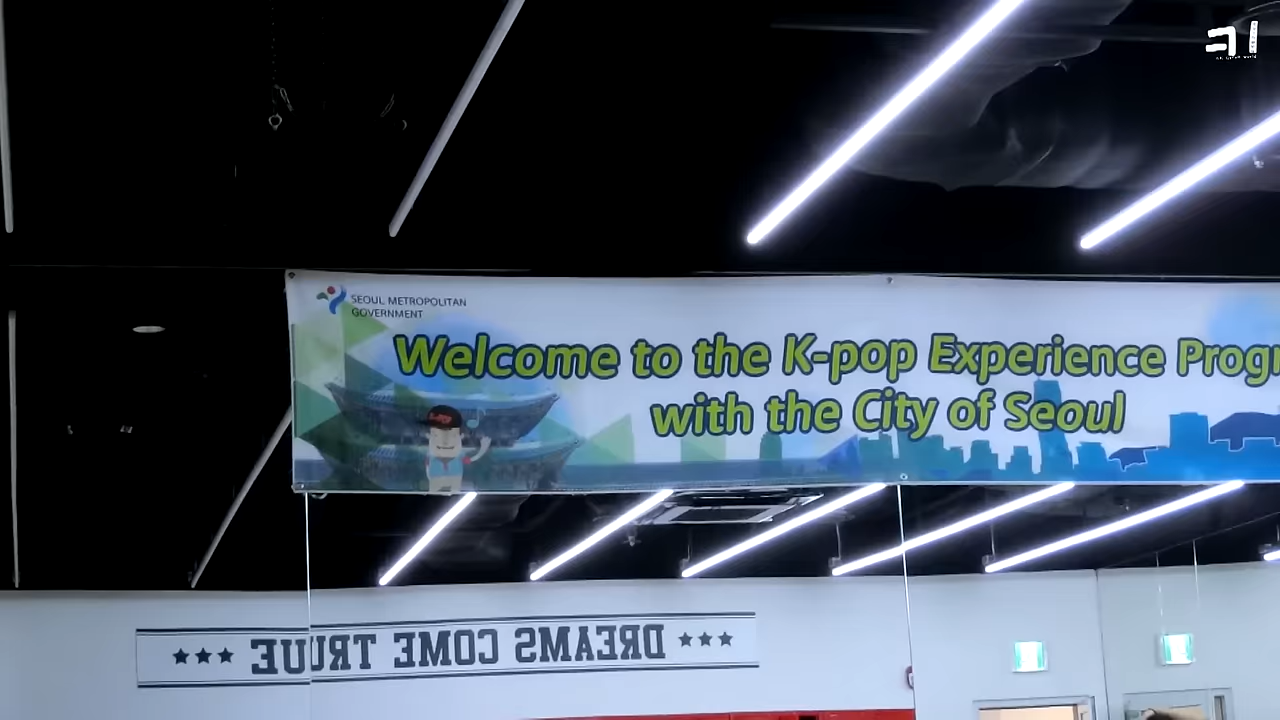 SEOUL METROPOLITAN
GOVERNMENT
Welcome to the K-pop Experience Progr
with the City of Seoul
DREAMS COME TRUE